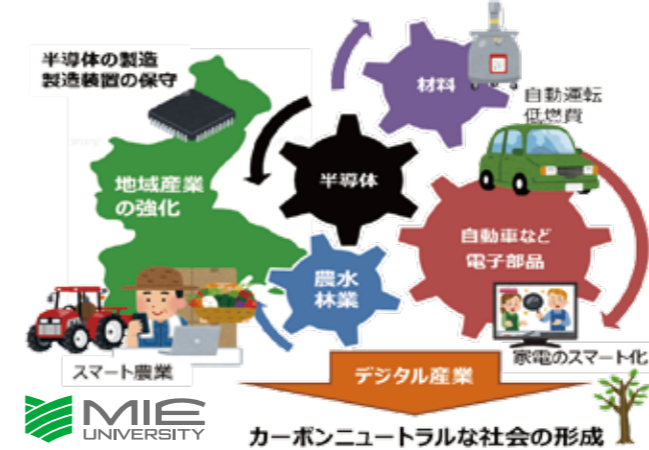 半導体の製造
製造装置の保守
材料
自動運転
低燃費
半導体
地域産業
の強化
自動車など
電子部品
農水
林業
スマート農業
家電のスマート化
デジタル産業
MIE
UNIVERSITY
カーボンニュートラルな社会の形成